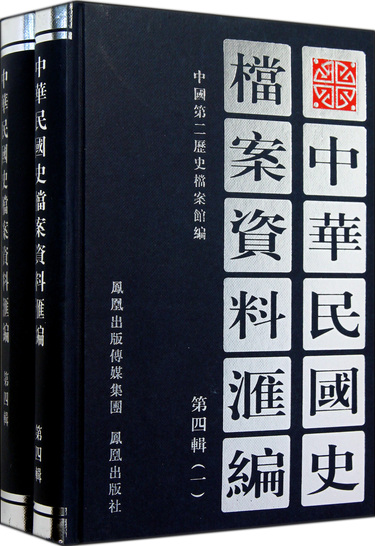 中華民國史
檔案資料滙編
中國第二歷史檔案館編
第四輯（一）
鳳凰出版傳媒集團 鳳凰出版社
中華民國史檔案資料滙編 第四輯
中華民國史檔案資料滙編 第四輯